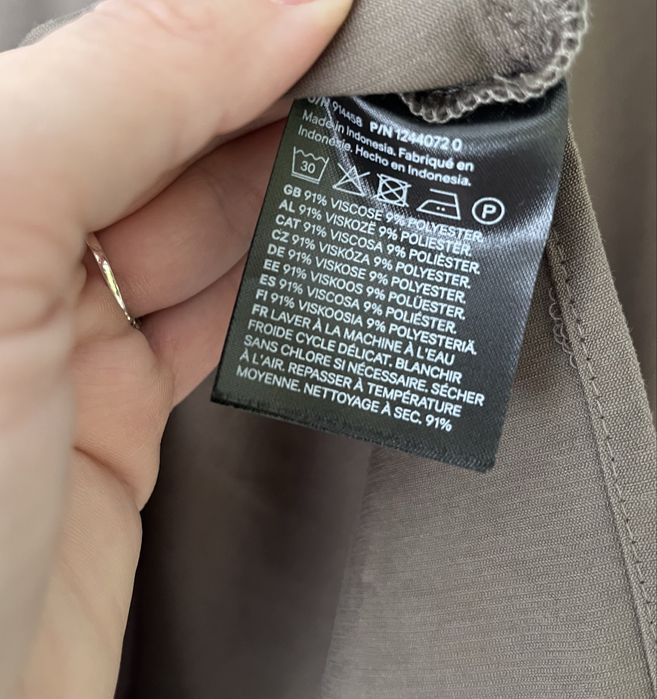 O/N 914458 P/N 1244072 0
Made in Indonesia. Fabriqué en
Indonésie. Hecho en Indonesia.
30 P
GB 91% VISCOSE 9% POLYESTER.
AL 91% VISKOZË 9% POLIESTER.
CAT 91% VISCOSA 9% POLIÈSTER.
CZ 91% VISKÓZA 9% POLYESTER.
DE 91% VISKOSE 9% POLYESTER.
EE 91% VISKOOS 9% POLÜESTER.
ES 91% VISCOSA 9% POLIÉSTER.
FI 91% VISKOOSIA 9% POLYESTERIÄ.
FR LAVER À LA MACHINE À L'EAU
FROIDE CYCLE DÉLICAT. BLANCHIR
SANS CHLORE SI NÉCESSAIRE. SÉCHER
À L'AIR. REPASSER À TEMPÉRATURE
MOYENNE. NETTOYAGE À SEC. 91%